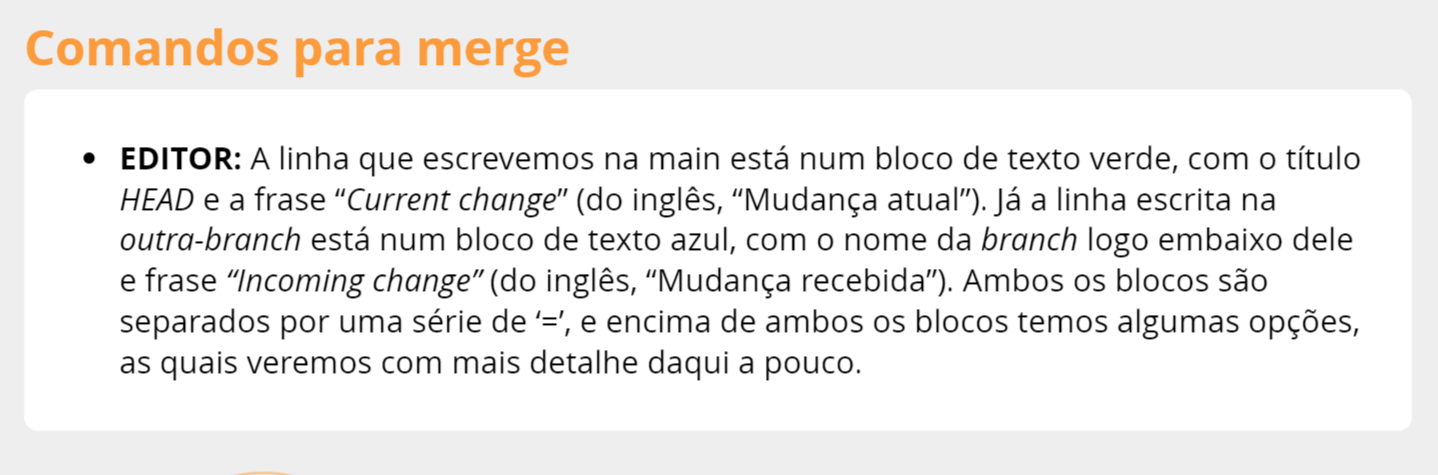 Comandos para merge
• EDITOR: A linha que escrevemos na main está num bloco de texto verde, com o título
HEAD e a frase “Current change” (do inglês, “Mudança atual”). Já a linha escrita na
outra-branch está num bloco de texto azul, com o nome da branch logo embaixo dele
e frase “Incoming change” (do inglês, “Mudança recebida”). Ambos os blocos são
separados por uma série de ‘=’, e encima de ambos os blocos temos algumas opções,
as quais veremos com mais detalhe daqui a pouco.